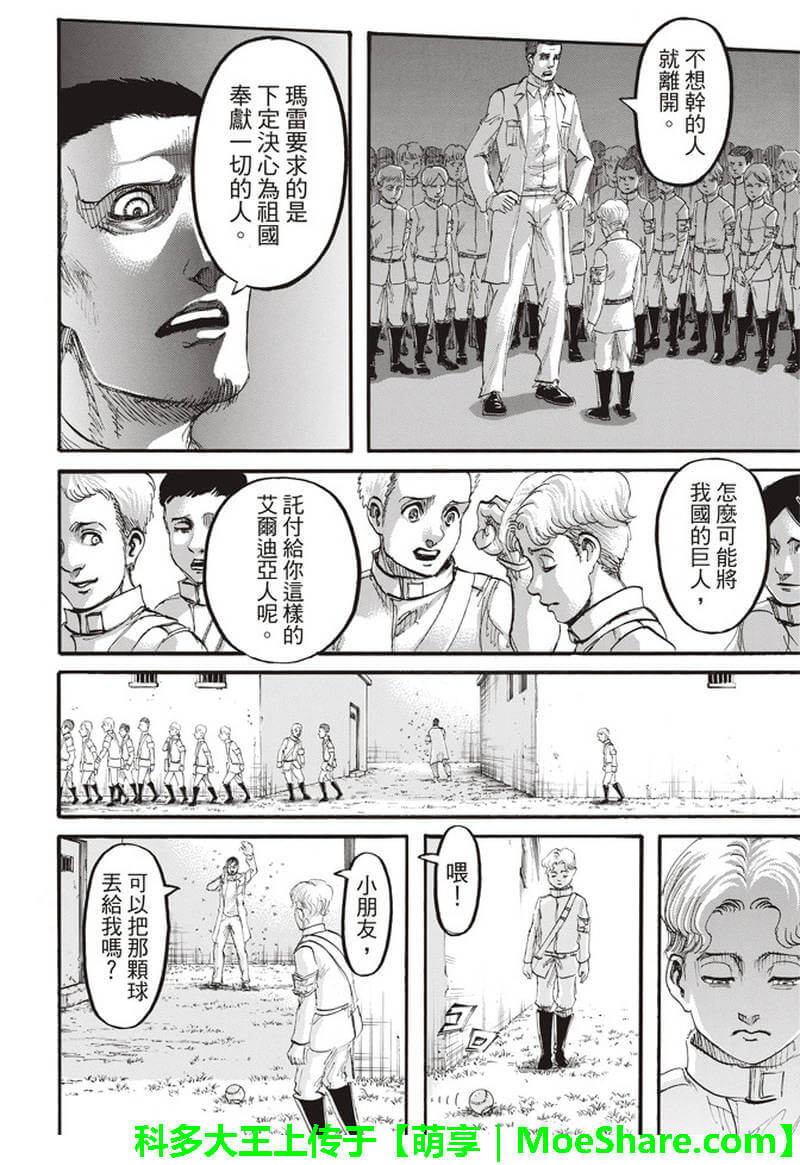 不想幹的人
就離開。
瑪雷要求的是
下定決心為祖國
奉獻一切的人。
怎麼可能將
我國的巨人，
託付給你這樣的
艾爾迪亞人呢。
喂！
小朋友，
可以把那顆球
丟給我嗎？
科多大王上传于【萌享】| MoeShare.com】